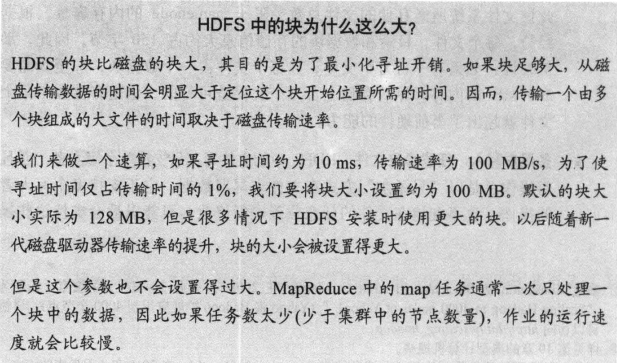 HDFS 中的块为什么这么大?
HDFS 的块比磁盘的块大，其目的是为了最小化寻址开销。如果块足够大，从磁
盘传输数据的时间会明显大于定位这个块开始位置所需的时间。因而，传输一个由多
个块组成的大文件的时间取决于磁盘传输速率。
我们来做一个速算，如果寻址时间约为 10 ms，传输速率为 100 MB/s，为了使
寻址时间仅占传输时间的 1%，我们要将块大小设置约为 100 MB。默认的块大
小实际为 128 MB，但是很多情况下 HDFS 安装时使用更大的块。以后随着新一
代磁盘驱动器传输速率的提升，块的大小会被设置得更大。
但是这个参数也不会设置得过大。MapReduce 中的 map 任务通常一次只处理一
个块中的数据，因此如果任务数太少(少于集群中的节点数量)，作业的运行速
度就会比较慢。